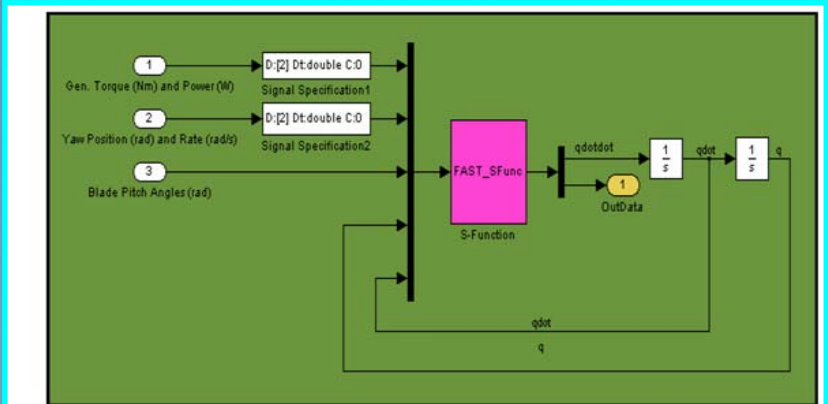 1
Gen. Torque (Nm) and Power (W)
D:[2] Dt:double C:0
Signal Specification1
2
Yaw Position (rad) and Rate (rad/s)
D:[2] Dt:double C:0
Signal Specification2
3
Blade Pitch Angles (rad)
FAST_SFunc
S-Function
qdotdot
1
s
qdot
1
s
q
1
OutData
qdot
q